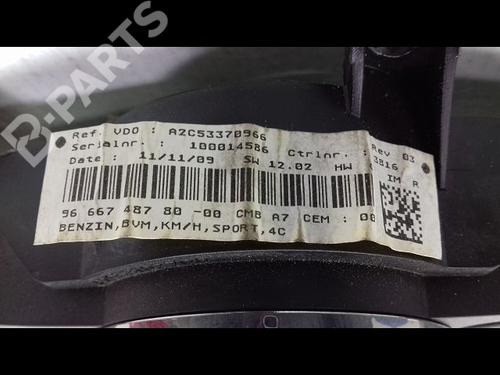 B-PARTS
Ref. VDO : A2C53370966
Serialnr. : 100014586 Ctrlnr. : Rev 03
Date : 11/11/09 SW 12.02 HW 3816
IM R
96 667 487 80 -00 CMB A7 CEM : 00
BENZIN,BVM,KM/H,SPORT,4C